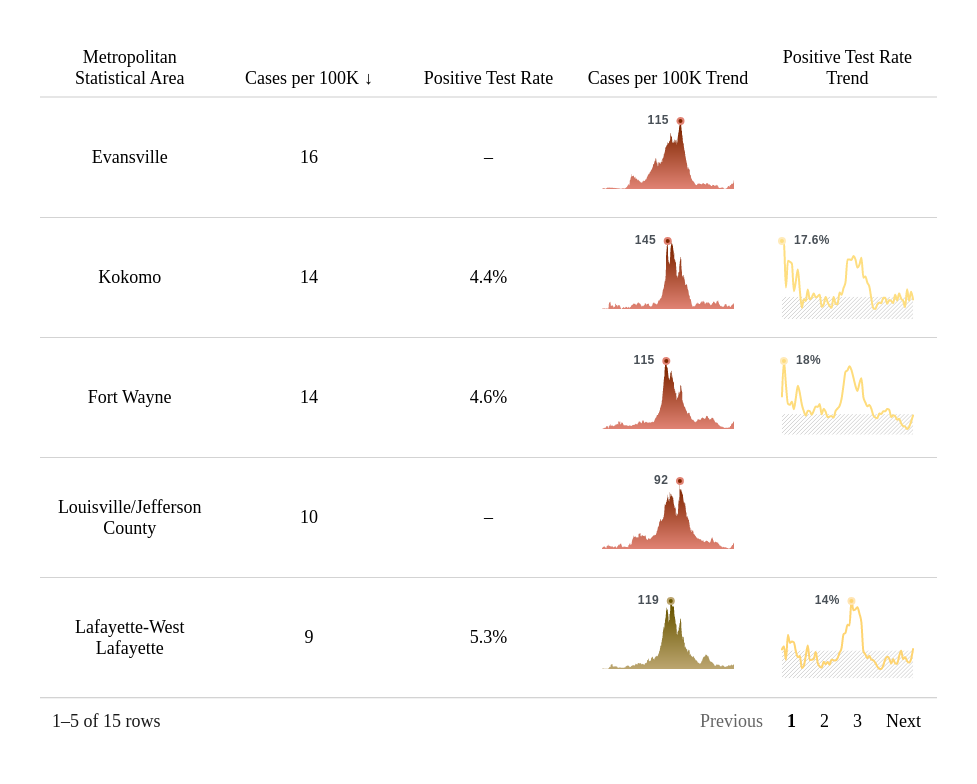 Metropolitan
Statistical Area
Cases per 100K ↓
Positive Test Rate
Cases per 100K Trend
Positive Test Rate
Trend
Evansville
16
–
115
Kokomo
14
4.4%
145
17.6%
Fort Wayne
14
4.6%
115
18%
Louisville/Jefferson
County
10
–
92
Lafayette-West
Lafayette
9
5.3%
119
14%
1–5 of 15 rows
Previous 1 2 3 Next